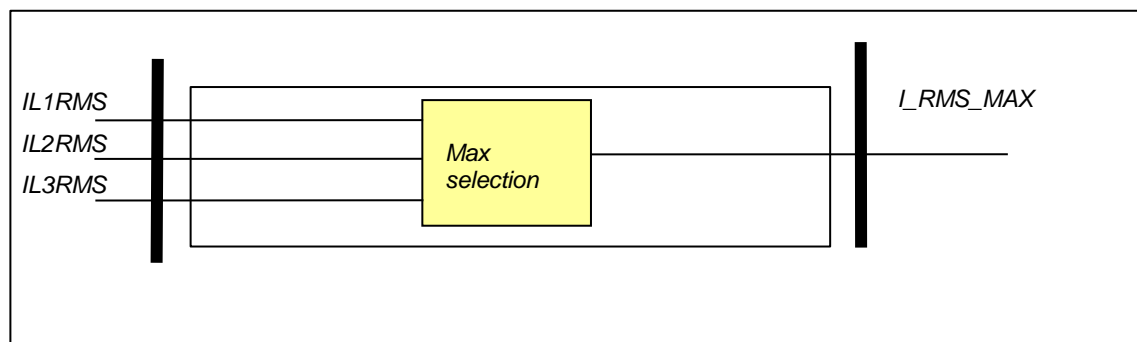 IL1RMS
IL2RMS
IL3RMS
Max
selection
I_RMS_MAX